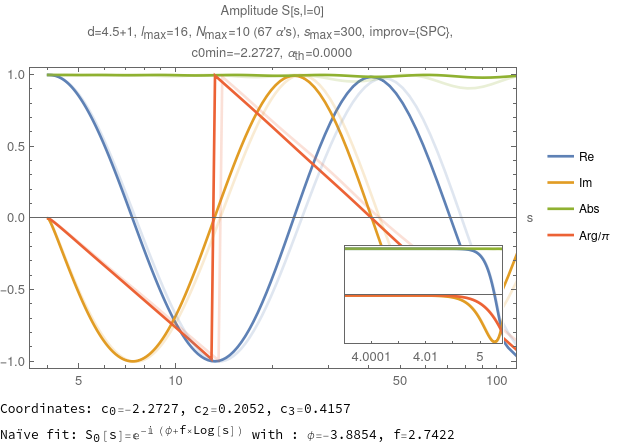 Amplitude S[s,l=0]
d=4.5+1, lmax=16, Nmax=10 (67 α's), smax=300, improv={SPC},
c0min=-2.2727, αth=0.0000
1.0
0.5
0.0
-0.5
-1.0
5
10
50
100
s
4.0001
4.01
5
Re
Im
Abs
Arg/π
Coordinates: c0=-2.2727, c2=0.2052, c3=0.4157
Naïve fit: S0[s]=e^-i (ϕ+f×Log[s]) with : ϕ=-3.8854, f=2.7422